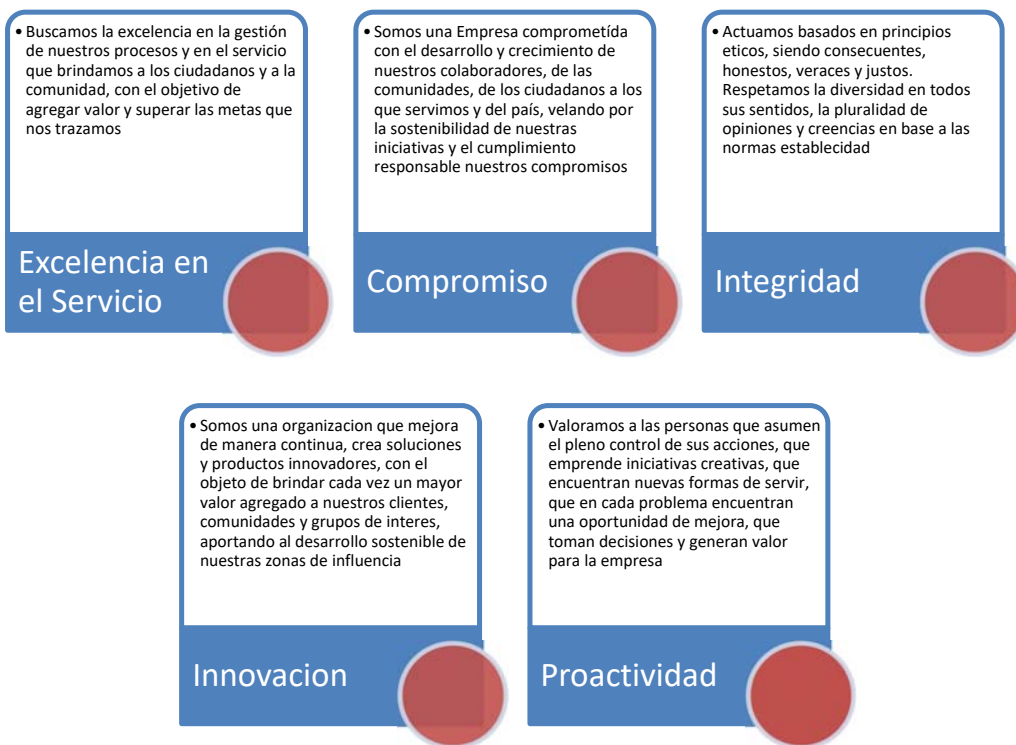 • Buscamos la excelencia en la gestión
de nuestros procesos y en el servicio
que brindamos a los ciudadanos y a la
comunidad, con el objetivo de
agregar valor y superar las metas que
nos trazamos
Excelencia en
el Servicio
• Somos una Empresa comprometída
con el desarrollo y crecimiento de
nuestros colaboradores, de las
comunidades, de los ciudadanos a los
que servimos y del país, velando por
la sostenibilidad de nuestras
iniciativas y el cumplimiento
responsable nuestros compromisos
Compromiso
• Actuamos basados en principios
eticos, siendo consecuentes,
honestos, veraces y justos.
Respetamos la diversidad en todos
sus sentidos, la pluralidad de
opiniones y creencias en base a las
normas establecidad
Integridad
• Somos una organizacion que mejora
de manera continua, crea soluciones
y productos innovadores, con el
objeto de brindar cada vez un mayor
valor agregado a nuestros clientes,
comunidades y grupos de interes,
aportando al desarrollo sostenible de
nuestras zonas de influencia
Innovacion
• Valoramos a las personas que asumen
el pleno control de sus acciones, que
emprende iniciativas creativas, que
encuentran nuevas formas de servir,
que en cada problema encuentran
una oportunidad de mejora, que
toman decisiones y generan valor
para la empresa
Proactividad